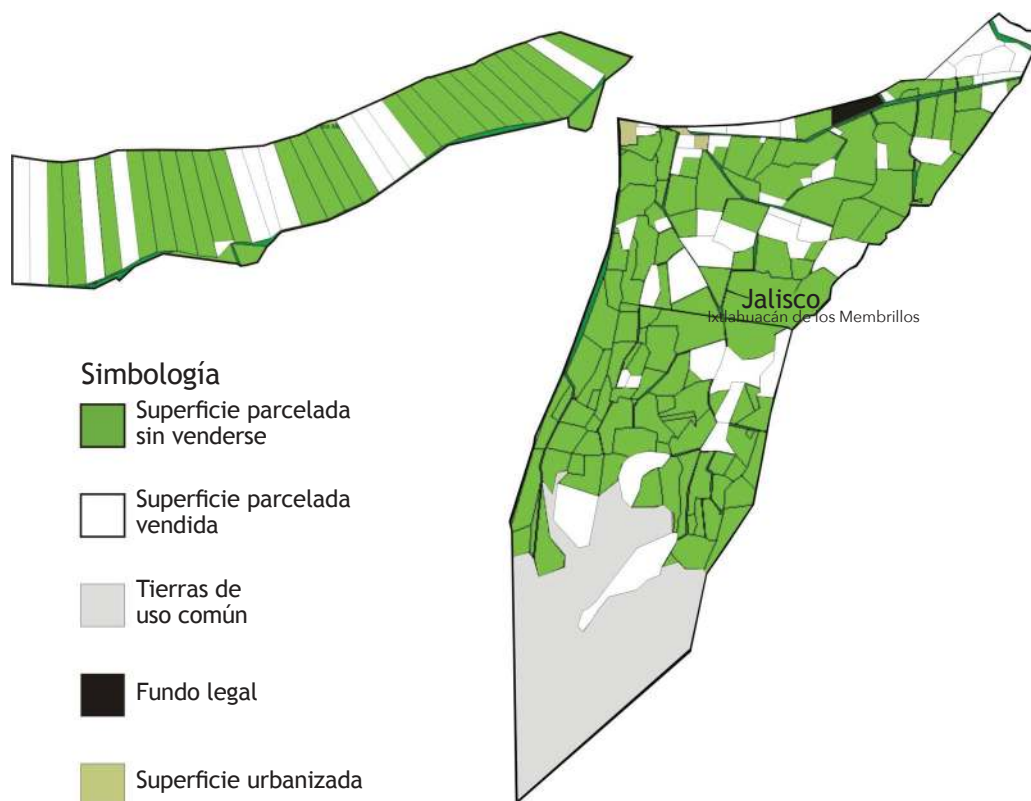 Jalisco
Ixtlahuacán de los Membrillos
Simbología
Superficie parcelada
sin venderse
Superficie parcelada
vendida
Tierras de
uso común
Fundo legal
Superficie urbanizada